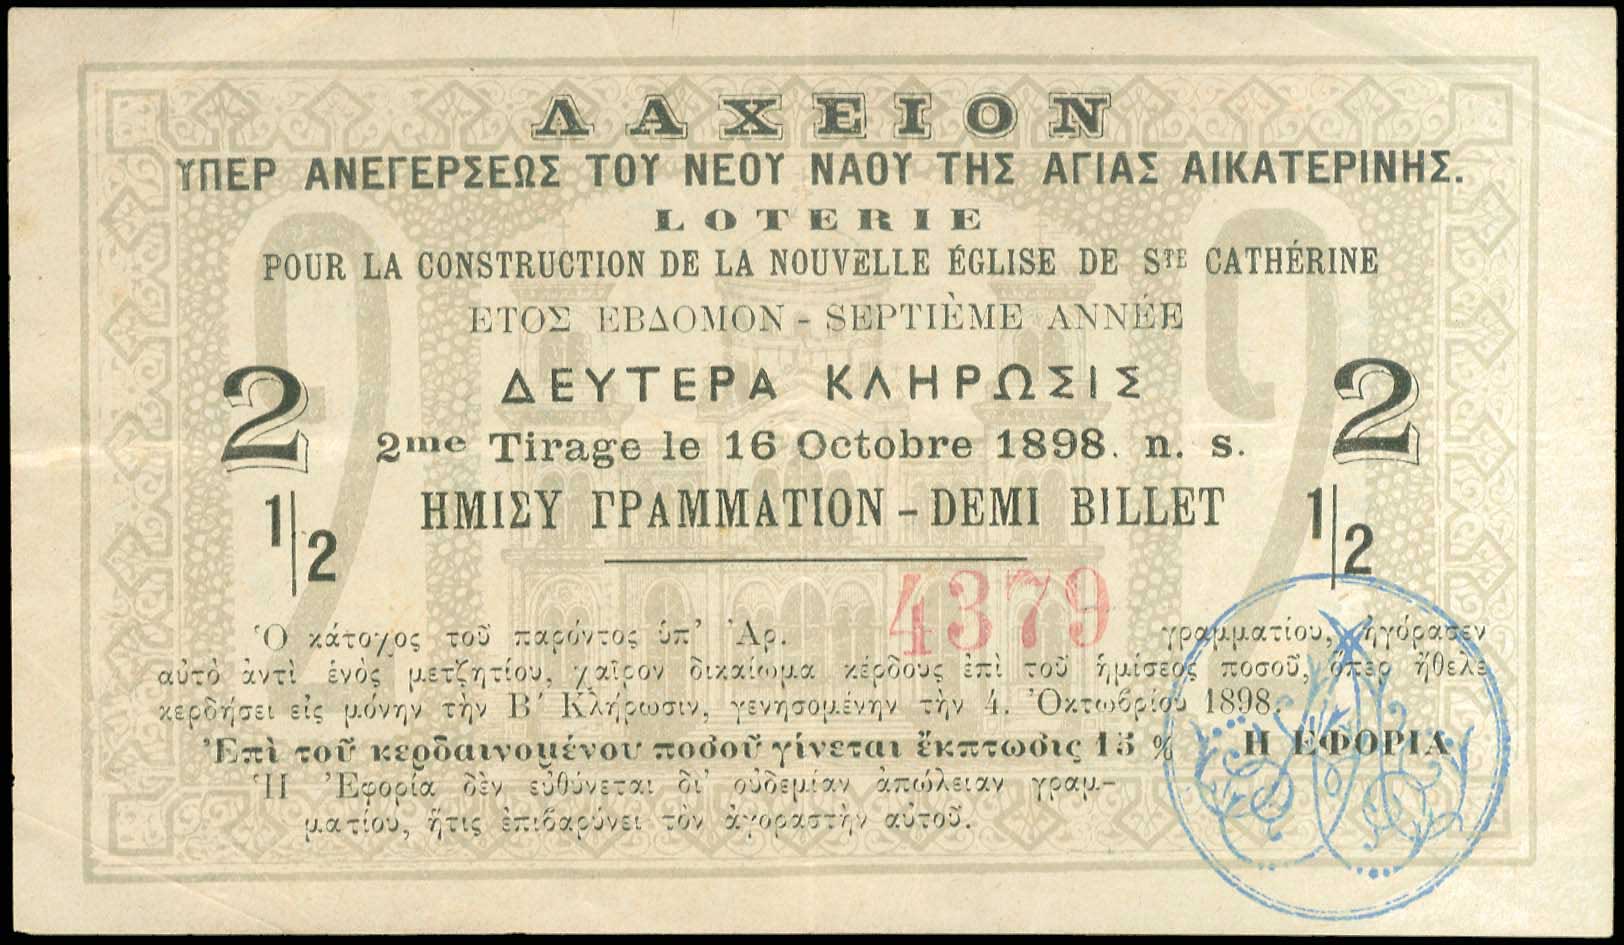 ΛΑΧΕΙΟΝ
ΥΠΕΡ ΑΝΕΓΕΡΣΕΩΣ ΤΟΥ ΝΕΟΥ ΝΑΟΥ ΤΗΣ ΑΓΙΑΣ ΑΙΚΑΤΕΡΙΝΗΣ.
LOTERIE
POUR LA CONSTRUCTION DE LA NOUVELLE ÉGLISE DE STE CATHÉRINE
ΕΤΟΣ ΕΒΔΟΜΟΝ - SEPTIÈME ANNÉE
ΔΕΥΤΕΡΑ ΚΛΗΡΩΣΙΣ
2 2me Tirage le 16 Octobre 1898. n. s. 2
1/2 ΗΜΙΣΥ ΓΡΑΜΜΑΤΙΟΝ - DEMI BILLET 1/2
Ὁ κάτοχος τοῦ παρόντος ὑπ' Ἀρ. 4379 γραμματίου, ἠγόρασεν
αὐτὸ ἀντὶ ἑνὸς μετζητίου, χαῖρον δικαίωμα κέρδους ἐπὶ τοῦ ἡμίσεος ποσοῦ, ὅπερ ἤθελε
κερδήσει εἰς μόνην τὴν Β΄ Κλήρωσιν, γενησομένην τὴν 4. Ὀκτωβρίου 1898.
Ἐπὶ τοῦ κερδαινομένου ποσοῦ γίνεται ἔκπτωσις 15 % Η ΕΦΟΡΙΑ
Ἡ Ἐφορία δὲν εὐθύνεται δι' οὐδεμίαν ἀπώλειαν γραμ-
ματίου, ἥτις ἐπιβαρύνει τὸν ἀγοραστὴν αὐτοῦ.